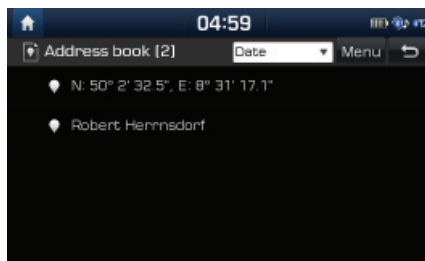 04:59
Address book [2] Date Menu
N: 50° 2' 32.5", E: 8° 31' 17.1"
Robert Herrnsdorf